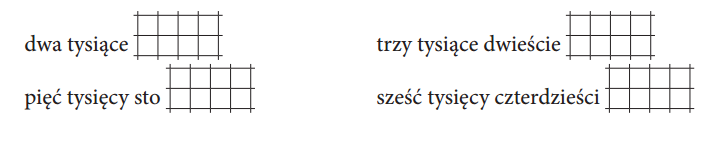 dwa tysiące
trzy tysiące dwieście
pięć tysięcy sto
sześć tysięcy czterdzieści